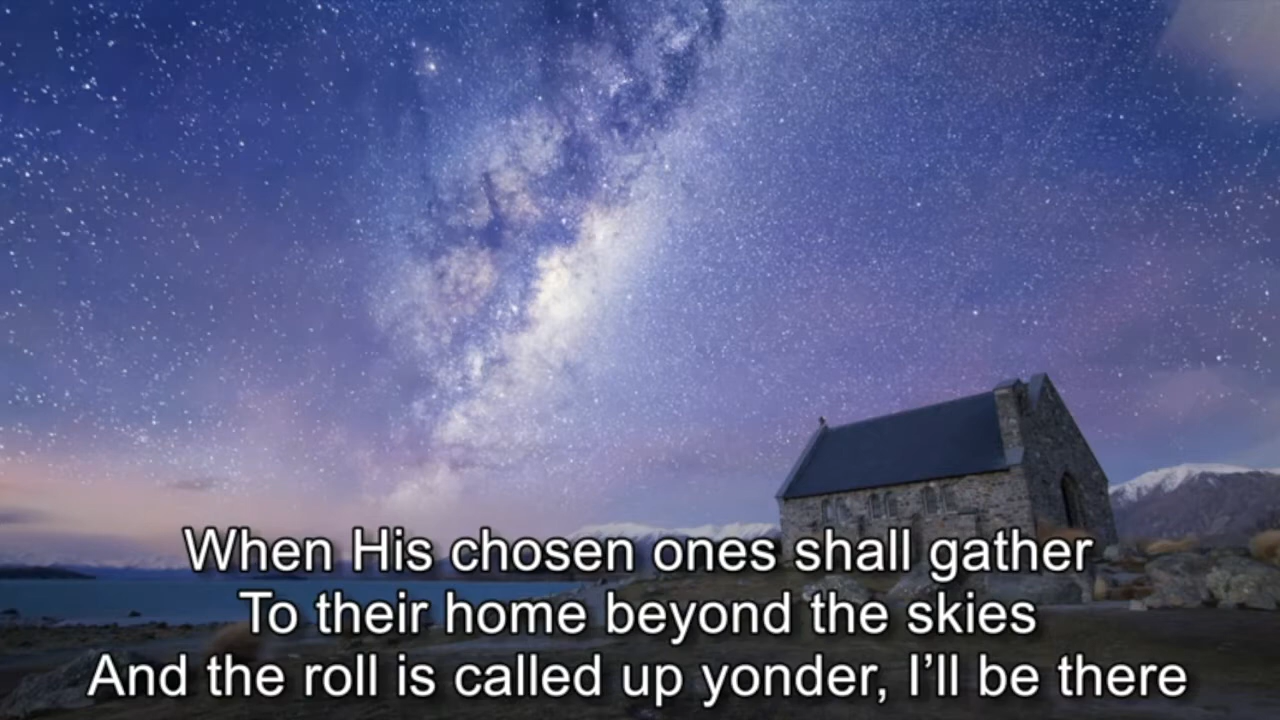 When His chosen ones shall gather
To their home beyond the skies
And the roll is called up yonder, I’ll be there